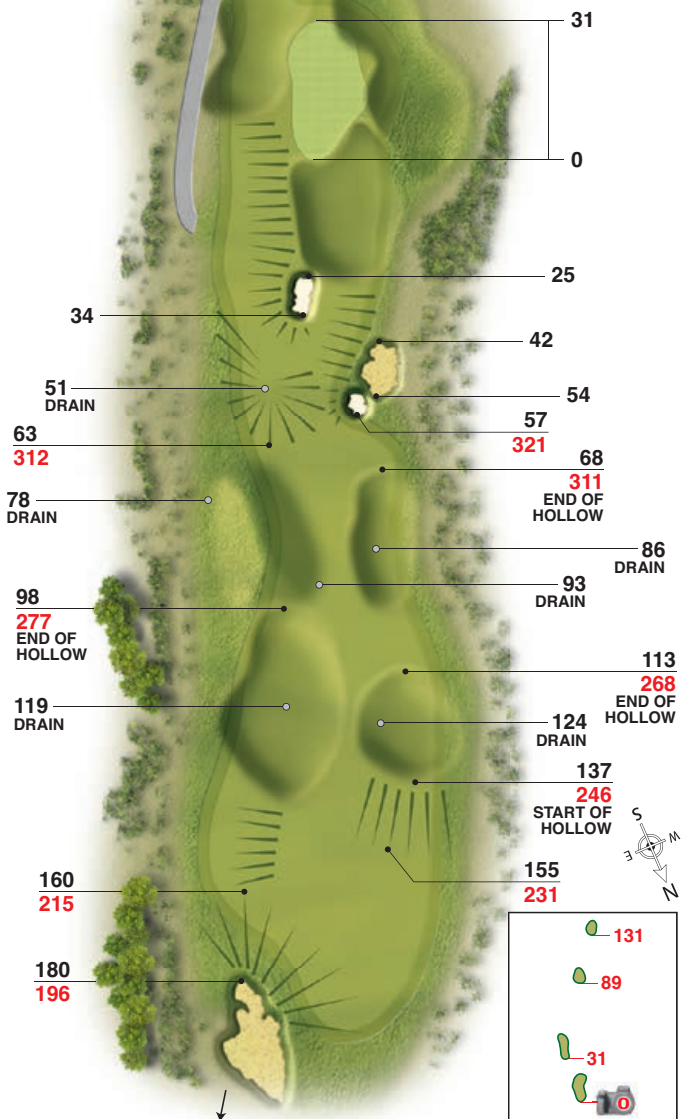 31
0
25
34
42
51
DRAIN
54
57
321
63
312
68
311
END OF
HOLLOW
78
DRAIN
86
DRAIN
93
DRAIN
98
277
END OF
HOLLOW
113
268
END OF
HOLLOW
119
DRAIN
124
DRAIN
137
246
START OF
HOLLOW
S
W
E
N
155
231
160
215
131
180
196
89
31
0